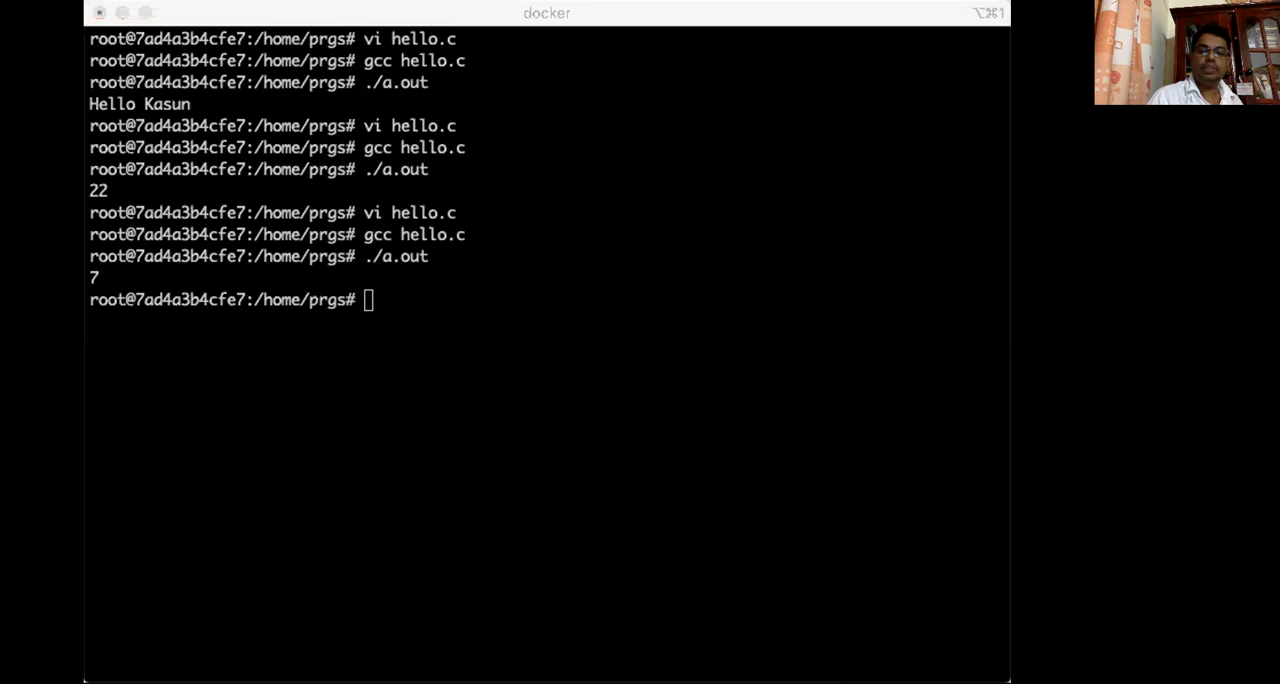 docker
⌥⌘1
root@7ad4a3b4cfe7:/home/prgs# vi hello.c
root@7ad4a3b4cfe7:/home/prgs# gcc hello.c
root@7ad4a3b4cfe7:/home/prgs# ./a.out
Hello Kasun
root@7ad4a3b4cfe7:/home/prgs# vi hello.c
root@7ad4a3b4cfe7:/home/prgs# gcc hello.c
root@7ad4a3b4cfe7:/home/prgs# ./a.out
22
root@7ad4a3b4cfe7:/home/prgs# vi hello.c
root@7ad4a3b4cfe7:/home/prgs# gcc hello.c
root@7ad4a3b4cfe7:/home/prgs# ./a.out
7
root@7ad4a3b4cfe7:/home/prgs#